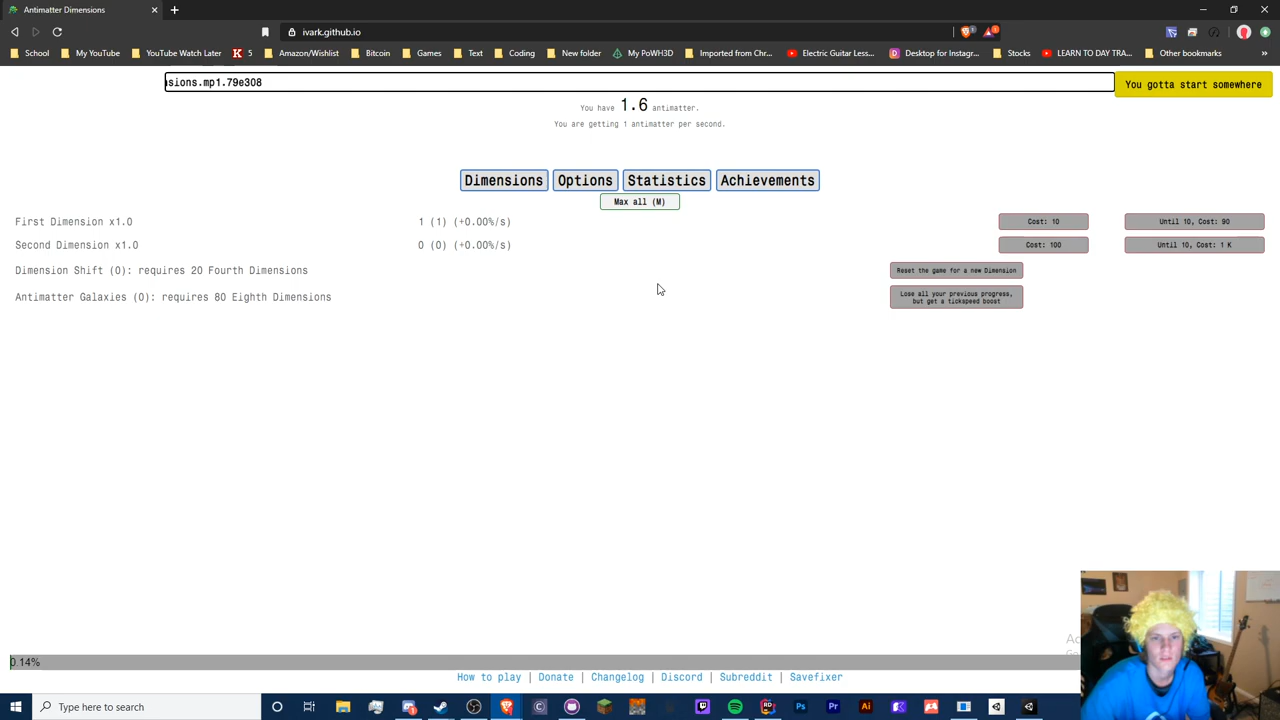 Antimatter Dimensions
ivark.github.io
School My YouTube YouTube Watch Later 5 Amazon/Wishlist Bitcoin Games Text Coding New folder My PoWH3D Imported from Chr... Electric Guitar Less... Desktop for Instagr... Stocks LEARN TO DAY TRA... Other bookmarks
sions.mp1.79e308
You gotta start somewhere
You have 1.6 antimatter.
You are getting 1 antimatter per second.
Dimensions Options Statistics Achievements
Max all (M)
First Dimension x1.0 1 (1) (+0.00%/s) Cost: 10 Until 10, Cost: 90
Second Dimension x1.0 0 (0) (+0.00%/s) Cost: 100 Until 10, Cost: 1 K
Dimension Shift (0): requires 20 Fourth Dimensions Reset the game for a new Dimension
Antimatter Galaxies (0): requires 80 Eighth Dimensions Lose all your previous progress,
but get a tickspeed boost
0.14%
How to play | Donate | Changelog | Discord | Subreddit | Savefixer
Type here to search